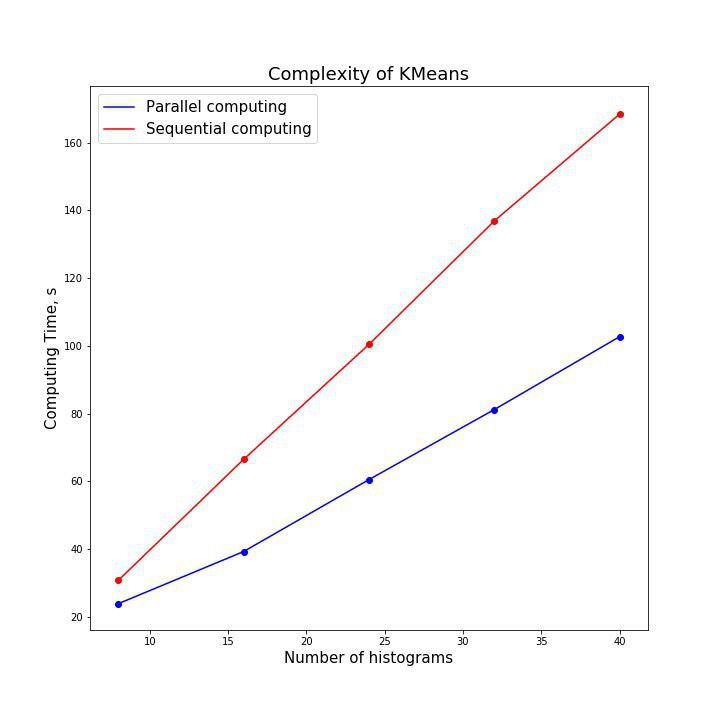 Complexity of KMeans
Parallel computing
Sequential computing
160
140
120
100
80
60
40
20
Computing Time, s
10 15 20 25 30 35 40
Number of histograms